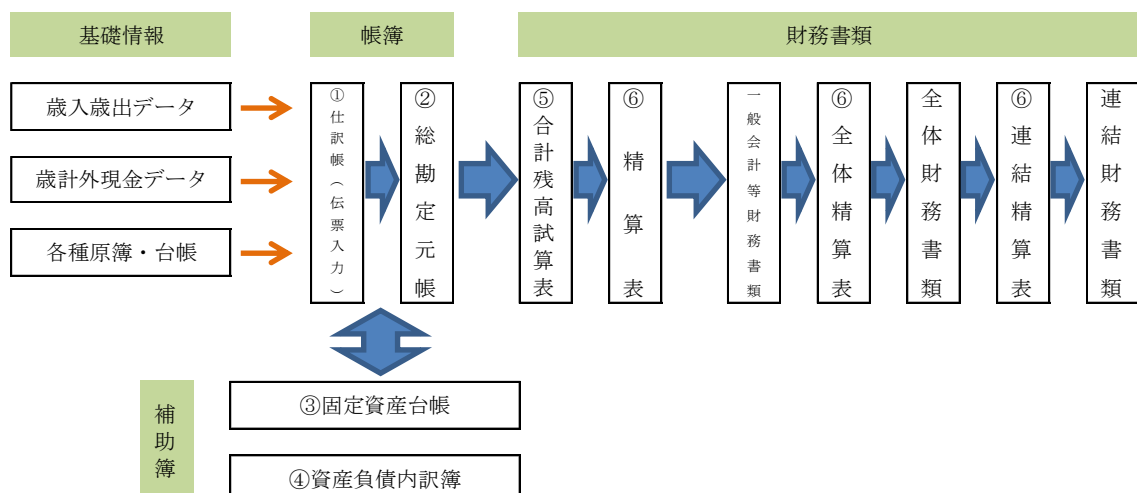 基礎情報
帳簿
財務書類
歳入歳出データ
歳計外現金データ
各種原簿・台帳
①仕訳帳（伝票入力）
②総勘定元帳
⑤合計残高試算表
⑥精算表
一般会計等財務書類
⑥全体精算表
全体財務書類
⑥連結精算表
連結財務書類
補助簿
③固定資産台帳
④資産負債内訳簿